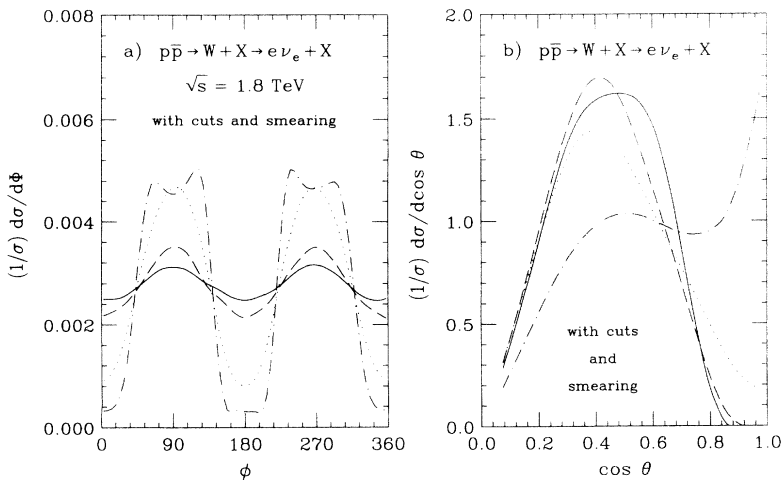 a) pp̅ → W + X → e ν_e + X
√s = 1.8 TeV
with cuts and smearing
(1/σ) dσ/dΦ
0.008
0.006
0.004
0.002
0.000
0 90 180 270 360
ϕ
b) pp̅ → W + X → e ν_e + X
with cuts
and
smearing
(1/σ) dσ/dcos θ
2.0
1.5
1.0
0.5
0.0
0.0 0.2 0.4 0.6 0.8 1.0
cos θ